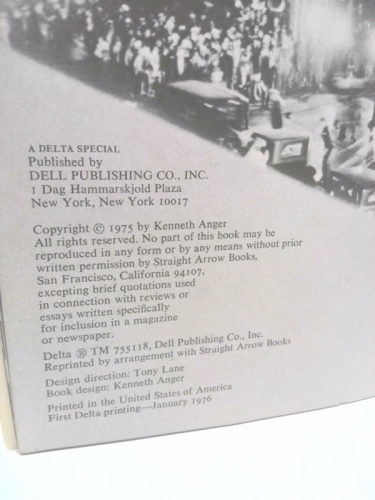 A DELTA SPECIAL
Published by
DELL PUBLISHING CO., INC.
1 Dag Hammarskjold Plaza
New York, New York 10017
Copyright © 1975 by Kenneth Anger
All rights reserved. No part of this book may be
reproduced in any form or by any means without prior
written permission by Straight Arrow Books,
San Francisco, California 94107,
excepting brief quotations used
in connection with reviews or
essays written specifically
for inclusion in a magazine
or newspaper.
Delta ® TM 755118, Dell Publishing Co., Inc.
Reprinted by arrangement with Straight Arrow Books
Design direction: Tony Lane
Book design: Kenneth Anger
Printed in the United States of America
First Delta printing—January 1976